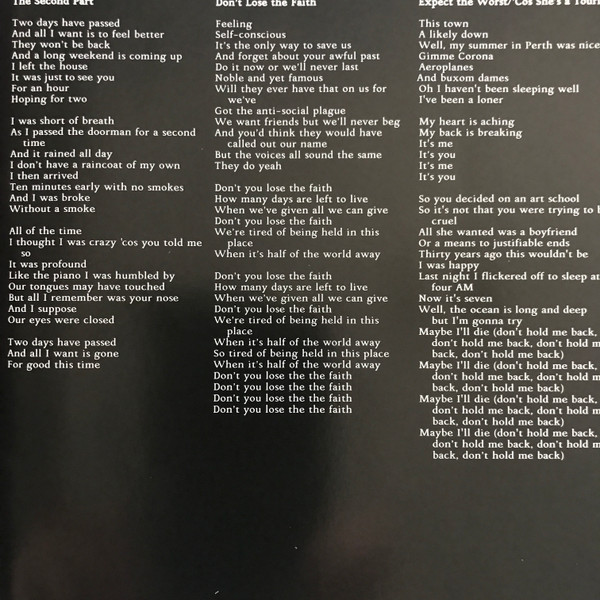 The Second Part
Two days have passed
And all I want is to feel better
They won't be back
And a long weekend is coming up
I left the house
It was just to see you
For an hour
Hoping for two
I was short of breath
As I passed the doorman for a second
time
And it rained all day
I don't have a raincoat of my own
I then arrived
Ten minutes early with no smokes
And I was broke
Without a smoke
All of the time
I thought I was crazy 'cos you told me
so
It was profound
Like the piano I was humbled by
Our tongues may have touched
But all I remember was your nose
And I suppose
Our eyes were closed
Two days have passed
And all I want is gone
For good this time
Don't Lose the Faith
Feeling
Self-conscious
It's the only way to save us
And forget about your awful past
Do it now or we'll never last
Noble and yet famous
Will they ever have that on us for
we've
Got the anti-social plague
We want friends but we'll never beg
And you'd think they would have
called out our name
But the voices all sound the same
They do yeah
Don't you lose the faith
How many days are left to live
When we've given all we can give
Don't you lose the faith
We're tired of being held in this
place
When it's half of the world away
Don't you lose the faith
How many days are left to live
When we've given all we can give
Don't you lose the faith
We're tired of being held in this
place
When it's half of the world away
So tired of being held in this place
When it's half of the world away
Don't you lose the the faith
Don't you lose the the faith
Don't you lose the the faith
Don't you lose the the faith
Expect the Worst/'Cos She's a
This town
A likely down
Well, my summer in Perth was nice
Gimme Corona
Aeroplanes
And buxom dames
Oh I haven't been sleeping well
I've been a loner
My heart is aching
My back is breaking
It's me
It's you
It's me
It's you
So you decided on an art school
So it's not that you were trying to
cruel
All she wanted was a boyfriend
Or a means to justifiable ends
Thirty years ago this wouldn't be
I was happy
Last night I flickered off to sleep at
four AM
Now it's seven
Well, the ocean is long and deep
but I'm gonna try
Maybe I'll die (don't hold me back,
don't hold me back, don't hold
back, don't hold me back)
Maybe I'll die (don't hold me back,
don't hold me back, don't hold
back, don't hold me back)
Maybe I'll die (don't hold me back,
don't hold me back, don't hold
back, don't hold me back)
Maybe I'll die (don't hold me back,
don't hold me back, don't hold
back, don't hold me back)